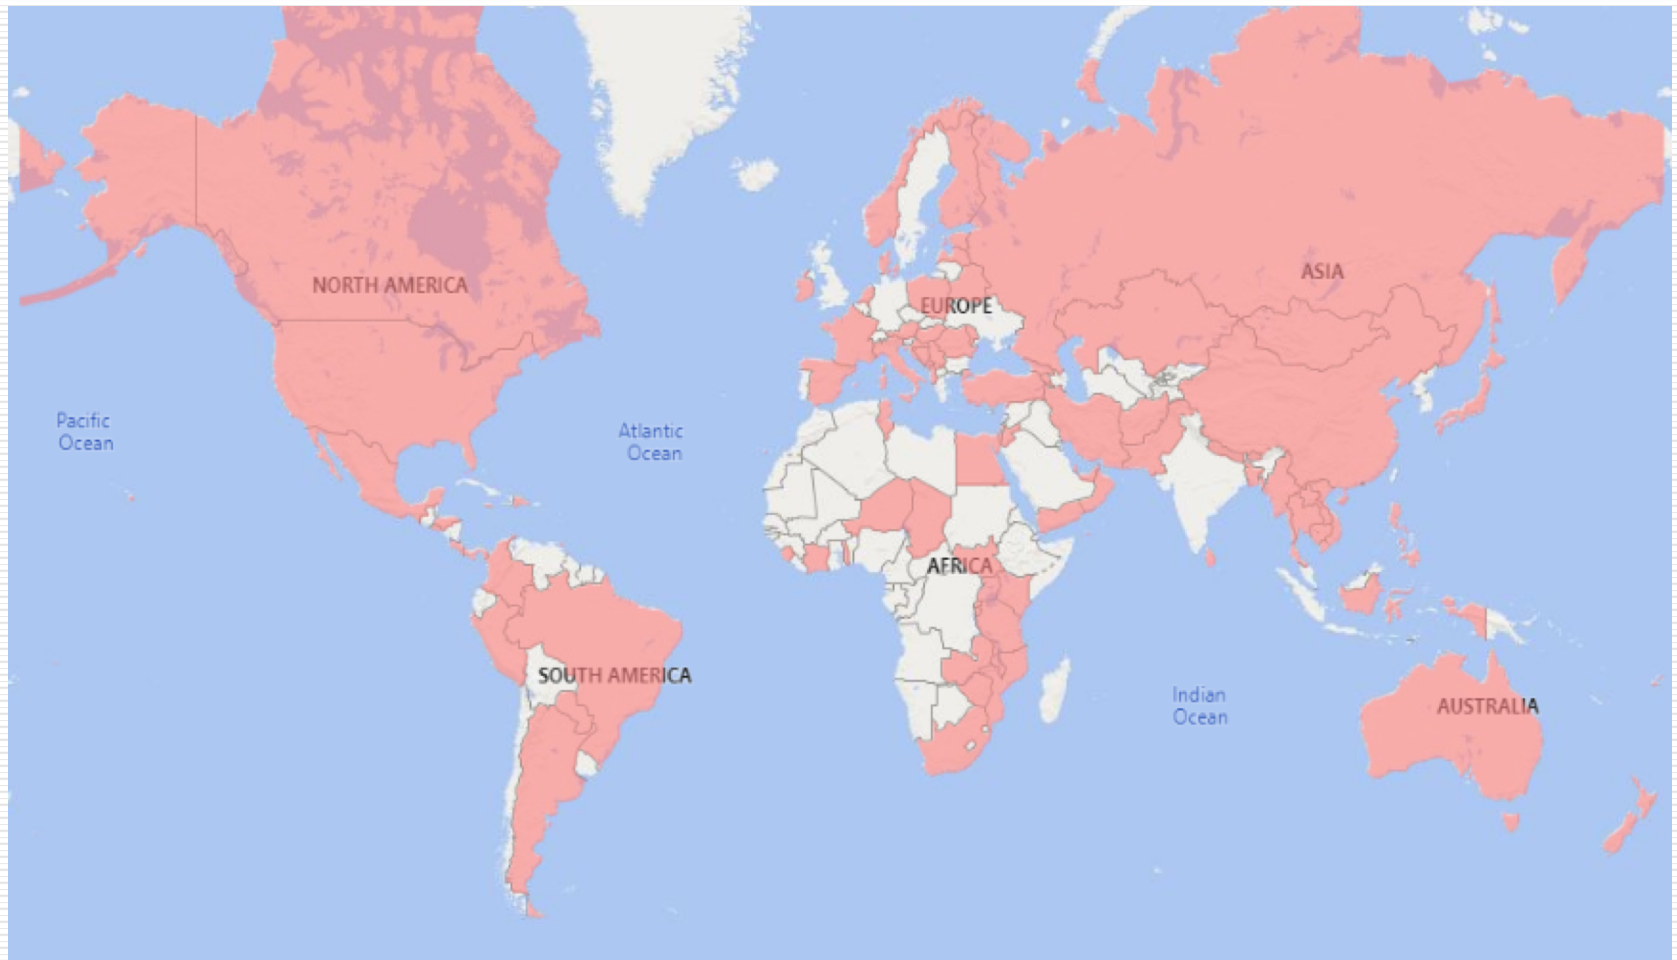 NORTH AMERICA
ASIA
EUROPE
Pacific
Ocean
Atlantic
Ocean
AFRICA
SOUTH AMERICA
Indian
Ocean
AUSTRALIA